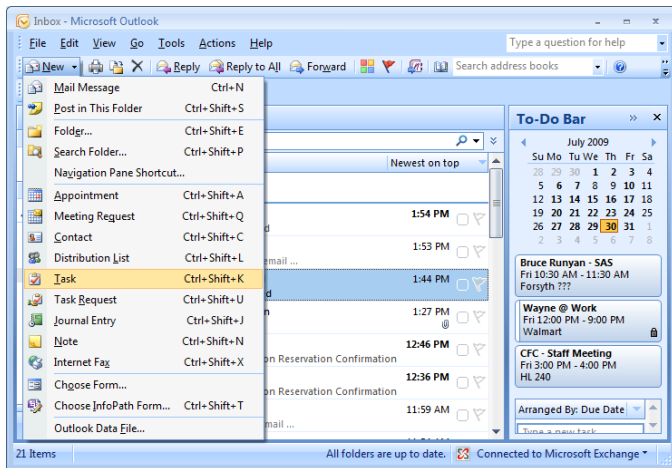 Inbox - Microsoft Outlook
File Edit View Go Tools Actions Help
Type a question for help
New Reply Reply to All Forward Search address books
Mail Message Ctrl+N
Post in This Folder Ctrl+Shift+S
Folder... Ctrl+Shift+E
Search Folder... Ctrl+Shift+P
Navigation Pane Shortcut...
Appointment Ctrl+Shift+A
Meeting Request Ctrl+Shift+Q
Contact Ctrl+Shift+C
Distribution List Ctrl+Shift+L
Task Ctrl+Shift+K
Task Request Ctrl+Shift+U
Journal Entry Ctrl+Shift+J
Note Ctrl+Shift+N
Internet Fax Ctrl+Shift+X
Choose Form...
Choose InfoPath Form... Ctrl+Shift+T
Outlook Data File...
Newest on top
1:54 PM
d
1:53 PM
email ...
1:44 PM
d
n 1:27 PM
12:46 PM
on Reservation Confirmation
12:36 PM
on Reservation Confirmation
11:59 AM
mail ...
To-Do Bar
July 2009
Su Mo Tu We Th Fr Sa
28 29 30 1 2 3 4
5 6 7 8 9 10 11
12 13 14 15 16 17 18
19 20 21 22 23 24 25
26 27 28 29 30 31 1
2 3 4 5 6 7 8
Bruce Runyan - SAS
Fri 10:30 AM - 11:30 AM
Forsyth ???
Wayne @ Work
Fri 12:00 PM - 9:00 PM
Walmart
CFC - Staff Meeting
Fri 3:00 PM - 4:00 PM
HL 240
Arranged By: Due Date
Type a new task
21 Items
All folders are up to date.
Connected to Microsoft Exchange